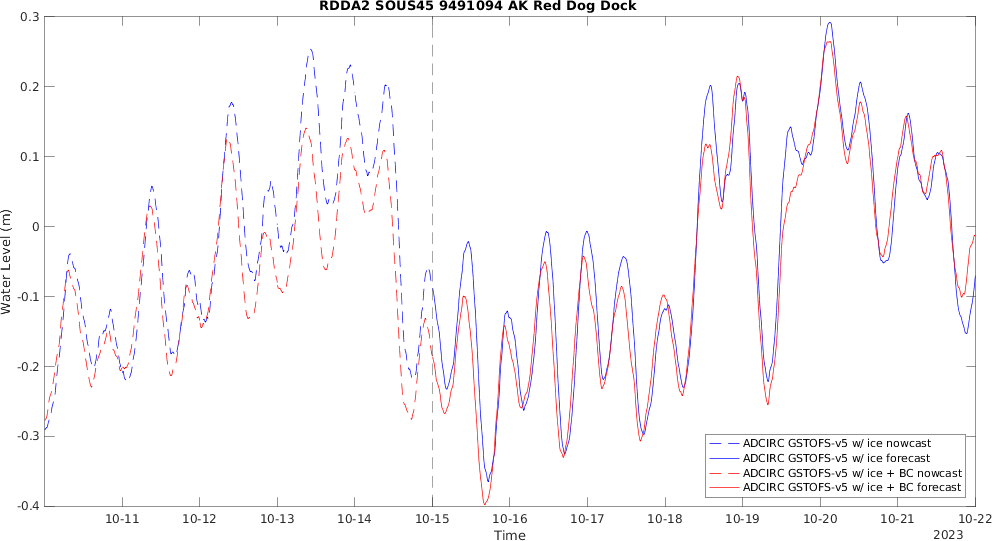 RDDA2 SOUS45 9491094 AK Red Dog Dock
0.3
0.2
0.1
0
-0.1
-0.2
-0.3
-0.4
Water Level (m)
ADCIRC GSTOFS-v5 w/ ice nowcast
ADCIRC GSTOFS-v5 w/ ice forecast
ADCIRC GSTOFS-v5 w/ ice + BC nowcast
ADCIRC GSTOFS-v5 w/ ice + BC forecast
10-11 10-12 10-13 10-14 10-15 10-16 10-17 10-18 10-19 10-20 10-21 10-22
Time
2023